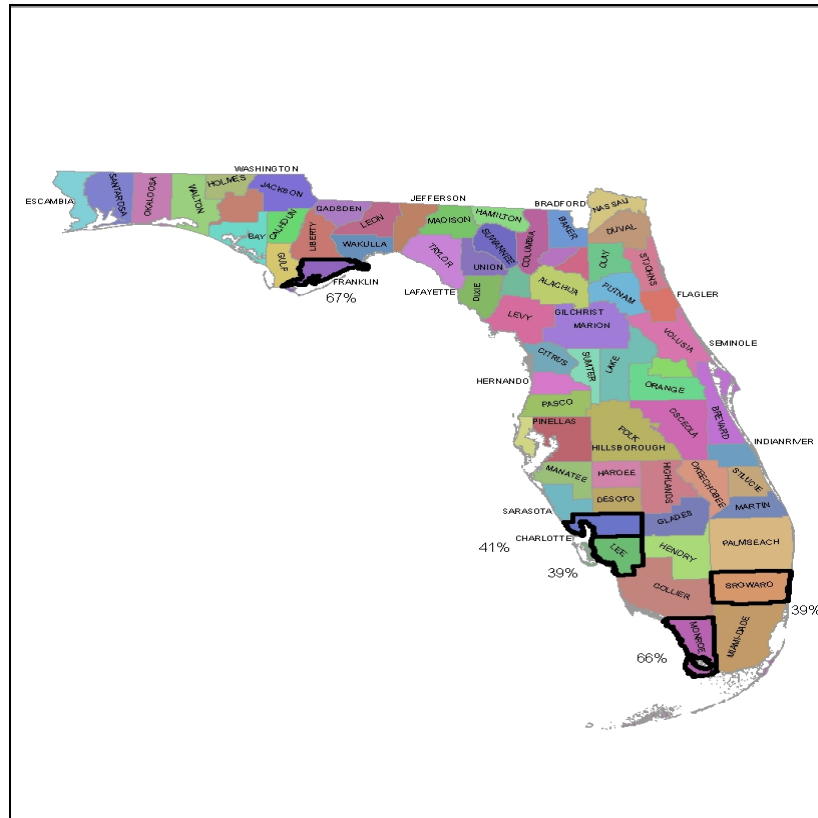 WASHINGTON
HOLMES
ESCAMBIA
SANTAROSA
OKALOOSA
WALTON
JACKSON
BAY
CALHOUN
GULF
LIBERTY
GADSDEN
LEON
WAKULLA
FRANKLIN
67%
JEFFERSON
MADISON
HAMILTON
TAYLOR
SUWANNEE
UNION
COLUMBIA
LAFAYETTE
DIXIE
BRADFORD
BAKER
NASSAU
DUVAL
CLAY
STJOHNS
ALACHUA
PUTNAM
FLAGLER
LEVY
GILCHRIST
MARION
VOLUSIA
SEMINOLE
CITRUS
SUMTER
LAKE
HERNANDO
ORANGE
PASCO
PINELLAS
POLK
HILLSBOROUGH
OSCEOLA
BREVARD
INDIANRIVER
MANATEE
HARDEE
HIGHLANDS
OKEECHOBEE
STLUCIE
SARASOTA
DESOTO
MARTIN
CHARLOTTE
GLADES
41%
LEE
HENDRY
PALMBEACH
39%
COLLIER
BROWARD
39%
MONROE
MIAMI-DADE
66%